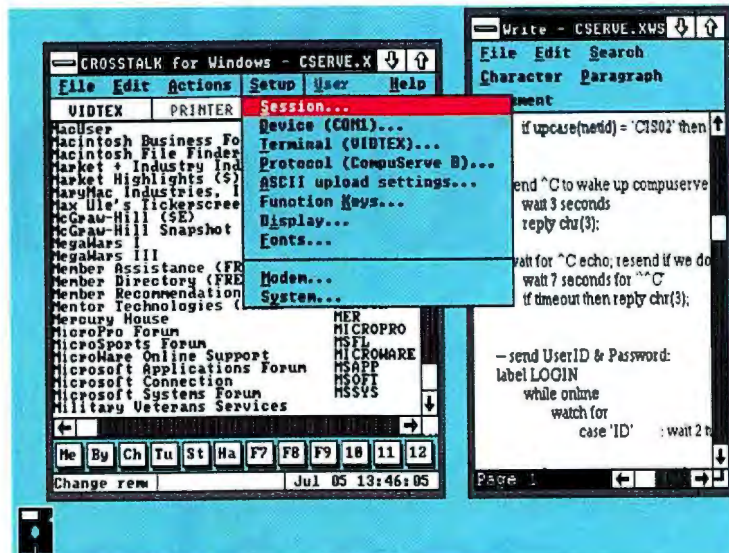 CROSSTALK for Windows - CSERVE.X
File Edit Actions Setup User Help
VIDTEX PRINTER
Session...
Device (COM1)...
Terminal (VIDTEX)...
Protocol (CompuServe B)...
ASCII upload settings...
Function Keys...
Display...
Fonts...
Modem...
System...
MacUser
Macintosh Business Fo
Macintosh File Finder
Market + Industry Ind
Market Highlights ($)
MaxyMac Industries, I
Max Ule's Tickerscree
McGraw-Hill ($E)
McGraw-Hill Snapshot
MegaWars I
MegaWars III
Member Assistance (FR
Member Directory (FRE
Member Recommendation
Mentor Technologies (
Mercury House MER
MicroPro Forum MICROPRO
MicroSports Forum MSFL
MicroWare Online Support MICROWARE
Microsoft Applications Forum MSAPP
Microsoft Connection MSOFT
Microsoft Systems Forum MSSYS
Military Veterans Services
Me By Ch Tu St Ha F7 F8 F9 10 11 12
Change remm Jul 05 13:46:05
Write - CSERVE.XWS
File Edit Search
Character Paragraph
ment
if upcase(netid) = 'CIS02' then
end ^C to wake up compuserve
wait 3 seconds
reply chr(3);
wait for ^C echo; resend if we do
wait 7 seconds for "^C
if timeout then reply chr(3);
-- send UserID & Password:
label LOGIN
while online
watch for
case 'ID' : wait 2 t
Page 1